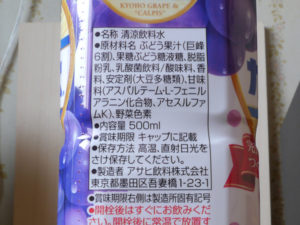 KYOHO GRAPE &
"CALPIS"
●名称 清涼飲料水
●原材料名 ぶどう果汁(巨峰
6割)、果糖ぶどう糖液糖、脱脂
粉乳、乳酸菌飲料/酸味料、香
料、安定剤(大豆多糖類)、甘味
料(アスパルテーム・L-フェニル
アラニン化合物、アセスルファ
ムK)、野菜色素
●内容量 500ml
●賞味期限 キャップに記載
●保存方法 高温、直射日光を
さけ保存してください。
●製造者 アサヒ飲料株式会社
東京都墨田区吾妻橋1-23-1
●賞味期限右側は製造所固有記号
●開栓後はすぐにお飲みくだ
さい。開栓後に常温で放置す